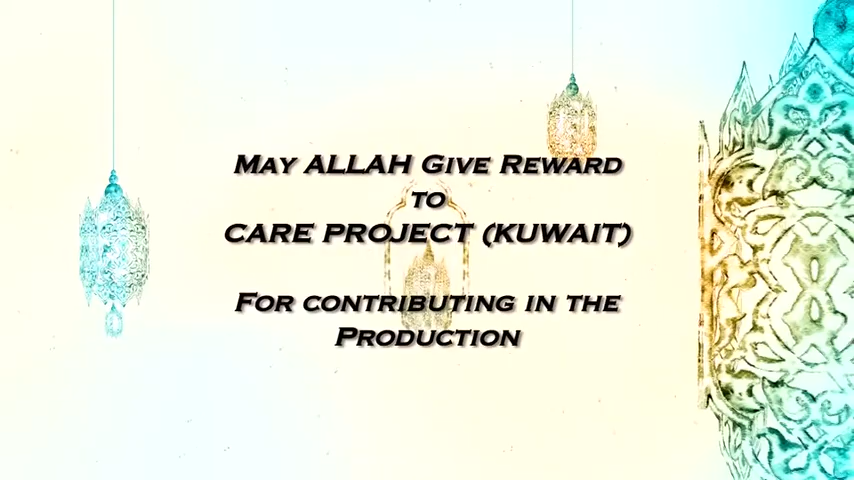 May ALLAH Give Reward
to
CARE PROJECT (KUWAIT)
For contributing in the
Production